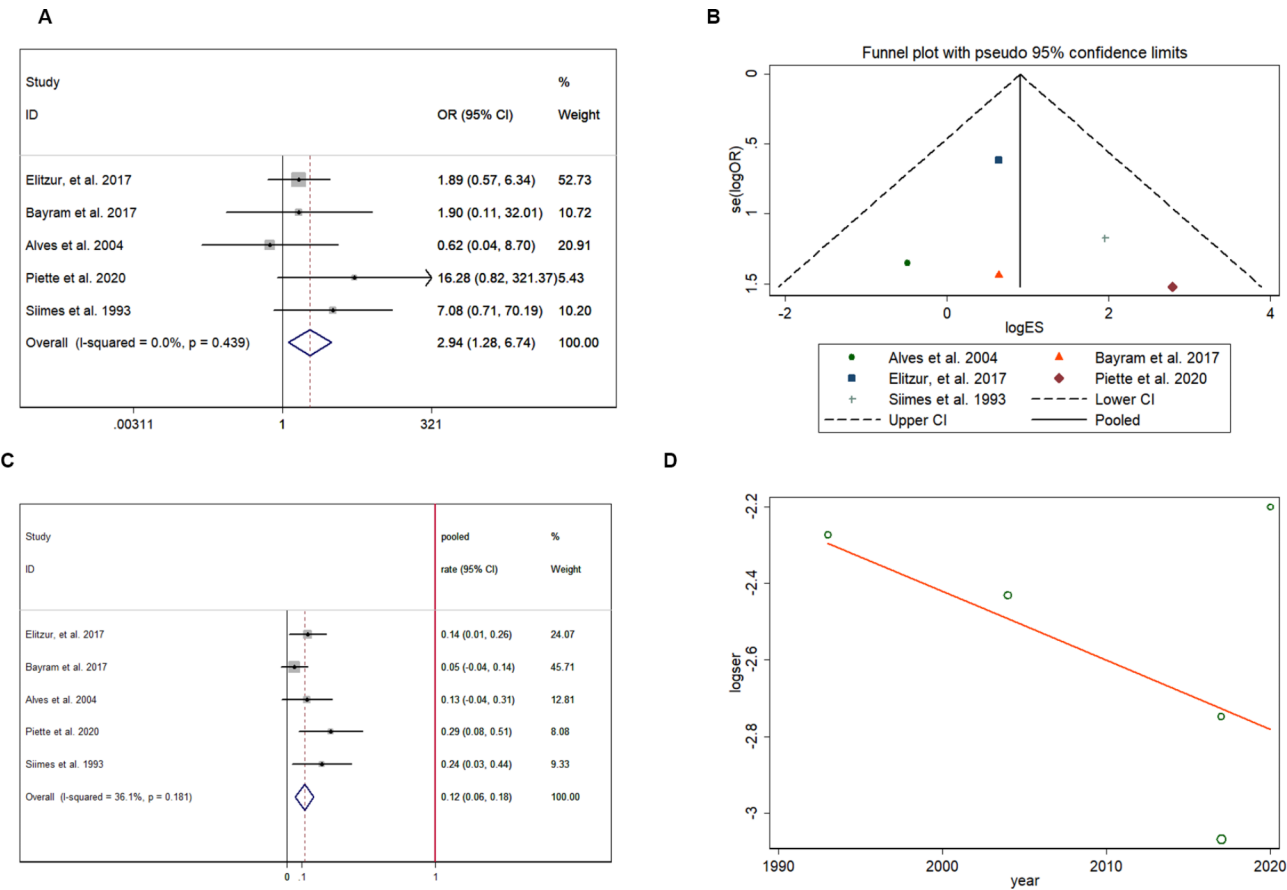 A
Study %
ID OR (95% CI) Weight
Elitzur, et al. 2017 1.89 (0.57, 6.34) 52.73
Bayram et al. 2017 1.90 (0.11, 32.01) 10.72
Alves et al. 2004 0.62 (0.04, 8.70) 20.91
Piette et al. 2020 16.28 (0.82, 321.37)5.43
Siimes et al. 1993 7.08 (0.71, 70.19) 10.20
Overall (I-squared = 0.0%, p = 0.439) 2.94 (1.28, 6.74) 100.00
.00311 1 321
B
Funnel plot with pseudo 95% confidence limits
se(logOR)
0
.5
1
1.5
-2 0 2 4
logES
Alves et al. 2004 Bayram et al. 2017
Elitzur, et al. 2017 Piette et al. 2020
Siimes et al. 1993 Lower CI
Upper CI Pooled
C
Study pooled %
ID rate (95% CI) Weight
Elitzur, et al. 2017 0.14 (0.01, 0.26) 24.07
Bayram et al. 2017 0.05 (-0.04, 0.14) 45.71
Alves et al. 2004 0.13 (-0.04, 0.31) 12.81
Piette et al. 2020 0.29 (0.08, 0.51) 8.08
Siimes et al. 1993 0.24 (0.03, 0.44) 9.33
Overall (I-squared = 36.1%, p = 0.181) 0.12 (0.06, 0.18) 100.00
0 .1 1
D
logser
-2.2
-2.4
-2.6
-2.8
-3
1990 2000 2010 2020
year